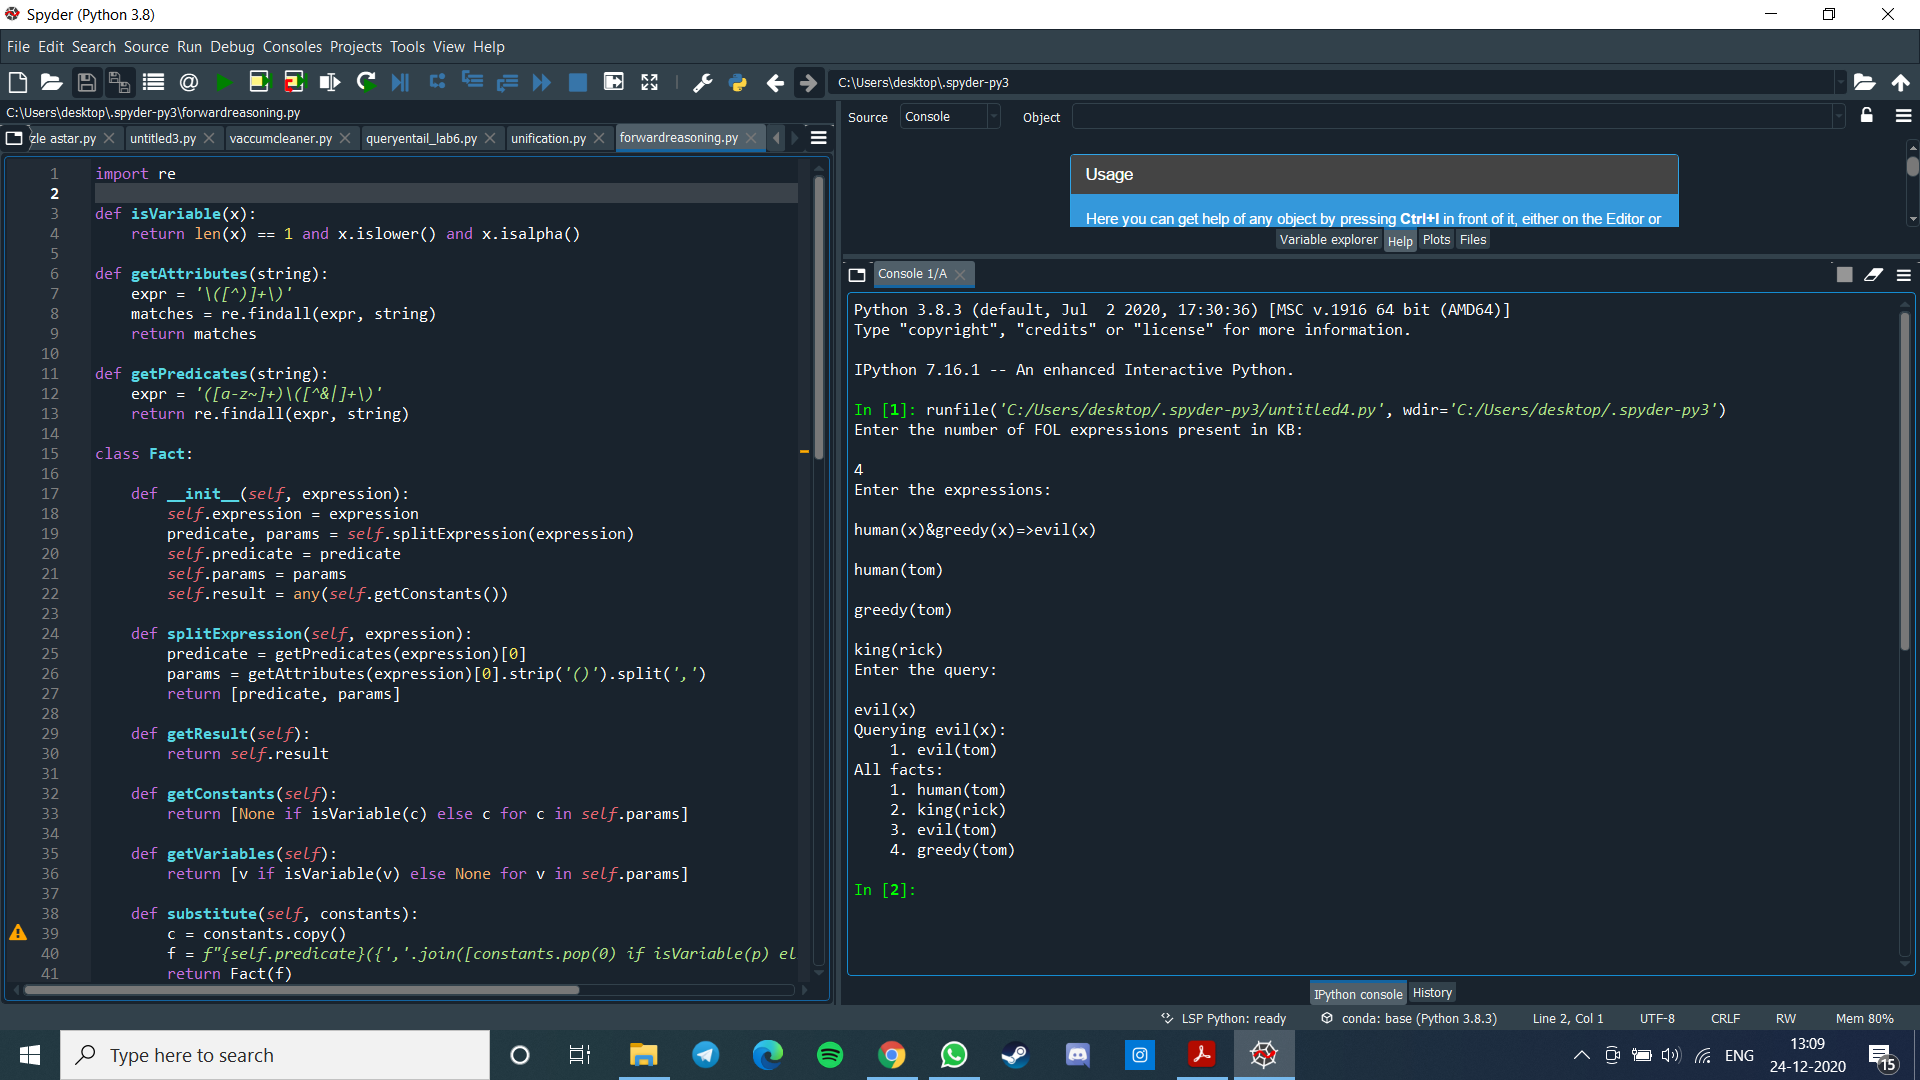 Spyder (Python 3.8)
File Edit Search Source Run Debug Consoles Projects Tools View Help
C:\Users\desktop\.spyder-py3
C:\Users\desktop\.spyder-py3\forwardreasoning.py
zle astar.py untitled3.py vaccumcleaner.py queryentail_lab6.py unification.py forwardreasoning.py
1 import re
2
3 def isVariable(x):
4 return len(x) == 1 and x.islower() and x.isalpha()
5
6 def getAttributes(string):
7 expr = '\([^)]+\)'
8 matches = re.findall(expr, string)
9 return matches
10
11 def getPredicates(string):
12 expr = '([a-z~]+)\([^&|]+\)'
13 return re.findall(expr, string)
14
15 class Fact:
16
17 def __init__(self, expression):
18 self.expression = expression
19 predicate, params = self.splitExpression(expression)
20 self.predicate = predicate
21 self.params = params
22 self.result = any(self.getConstants())
23
24 def splitExpression(self, expression):
25 predicate = getPredicates(expression)[0]
26 params = getAttributes(expression)[0].strip('()').split(',')
27 return [predicate, params]
28
29 def getResult(self):
30 return self.result
31
32 def getConstants(self):
33 return [None if isVariable(c) else c for c in self.params]
34
35 def getVariables(self):
36 return [v if isVariable(v) else None for v in self.params]
37
38 def substitute(self, constants):
39 c = constants.copy()
40 f = f"{self.predicate}({','.join([constants.pop(0) if isVariable(p) el
41 return Fact(f)
Source Console Object
Usage
Here you can get help of any object by pressing Ctrl+I in front of it, either on the Editor or
Variable explorer Help Plots Files
Console 1/A
Python 3.8.3 (default, Jul 2 2020, 17:30:36) [MSC v.1916 64 bit (AMD64)]
Type "copyright", "credits" or "license" for more information.
IPython 7.16.1 -- An enhanced Interactive Python.
In [1]: runfile('C:/Users/desktop/.spyder-py3/untitled4.py', wdir='C:/Users/desktop/.spyder-py3')
Enter the number of FOL expressions present in KB:
4
Enter the expressions:
human(x)&greedy(x)=>evil(x)
human(tom)
greedy(tom)
king(rick)
Enter the query:
evil(x)
Querying evil(x):
1. evil(tom)
All facts:
1. human(tom)
2. king(rick)
3. evil(tom)
4. greedy(tom)
In [2]:
IPython console History
LSP Python: ready conda: base (Python 3.8.3) Line 2, Col 1 UTF-8 CRLF RW Mem 80%
Type here to search
ENG
13:09
24-12-2020
15